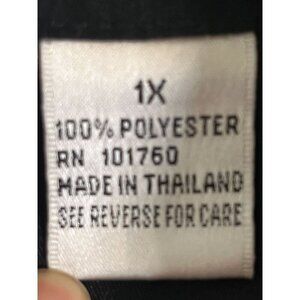 1X
100% POLYESTER
RN 101760
MADE IN THAILAND
SEE REVERSE FOR CARE